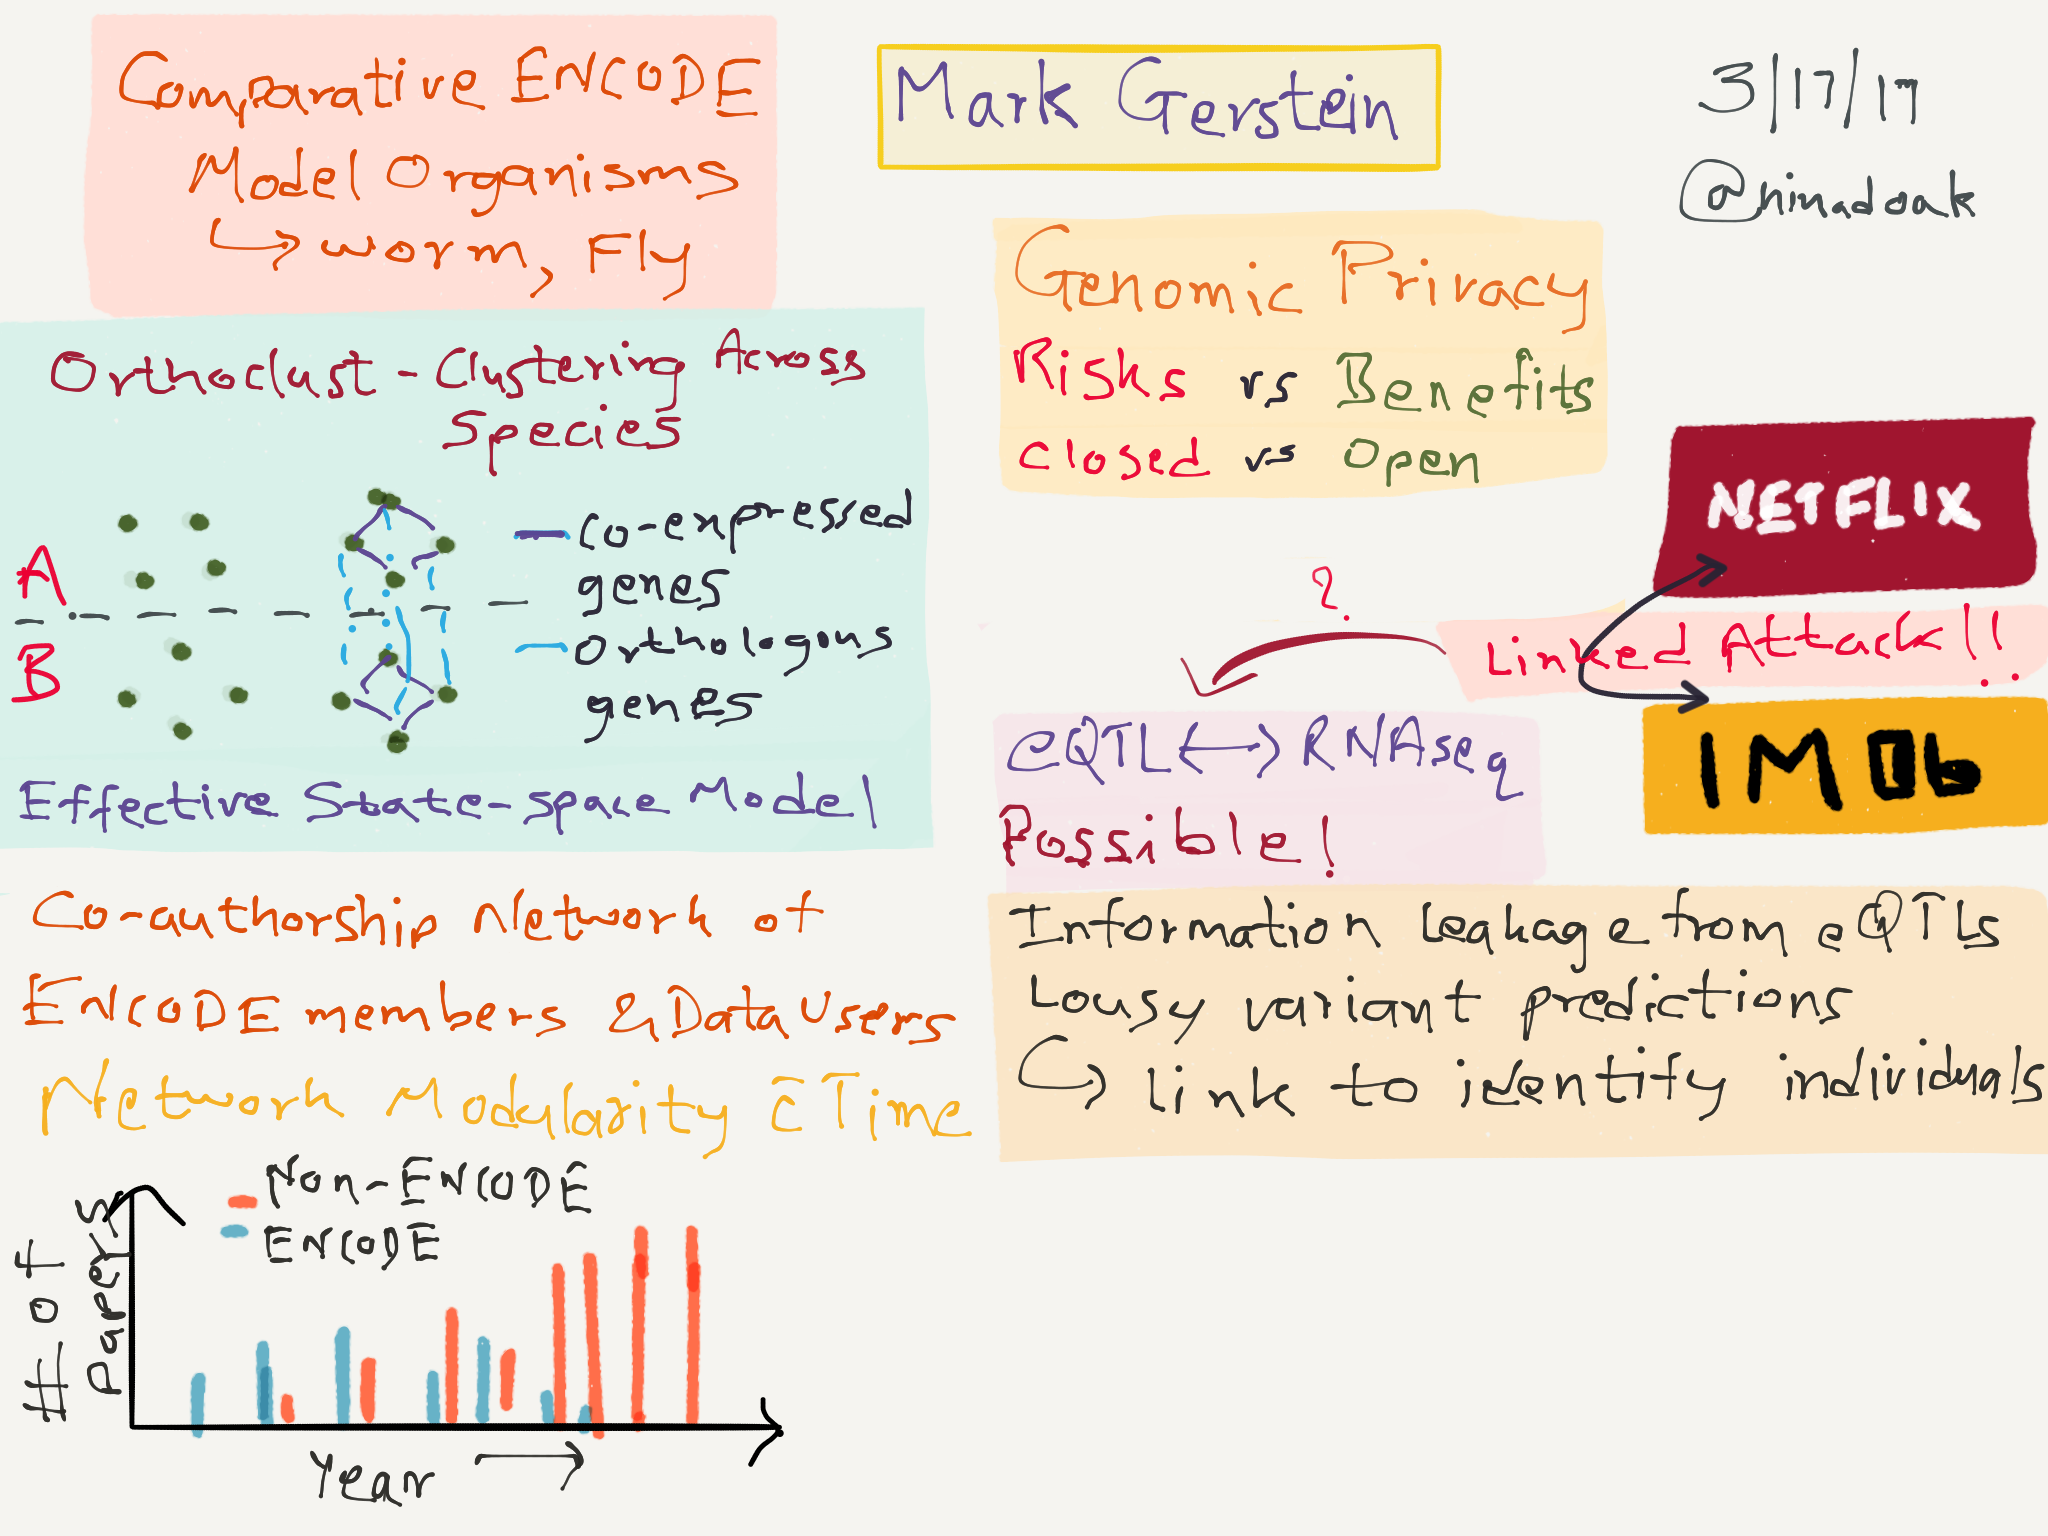 Comparative ENCODE
Model Organisms
worm, Fly
Mark Gerstein
3/17/17
@ninadoak
Orthoclust - Clustering Across
Species
A
B
co-expressed
genes
orthologous
genes
Effective State-space Model
Co-authorship Network of
ENCODE members & Data Users
Network Modularity c̄ Time
# of
Papers
Non-ENCODE
ENCODE
Year
Genomic Privacy
Risks vs Benefits
closed vs open
NETFLIX
?
Linked Attack!!
IMDb
eQTL ↔ RNAseq
Possible!
Information Leakage from eQTLs
Lousy variant predictions
link to identify individuals